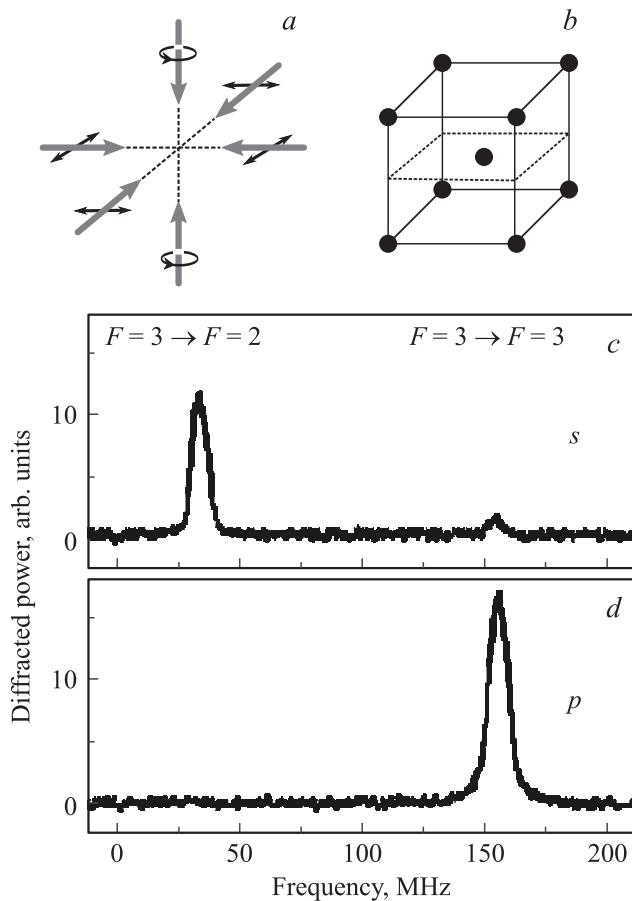 a b
F = 3 → F = 2 F = 3 → F = 3 c
10
s
0
d
10
p
0
0 50 100 150 200
Frequency, MHz
Diffracted power, arb. units